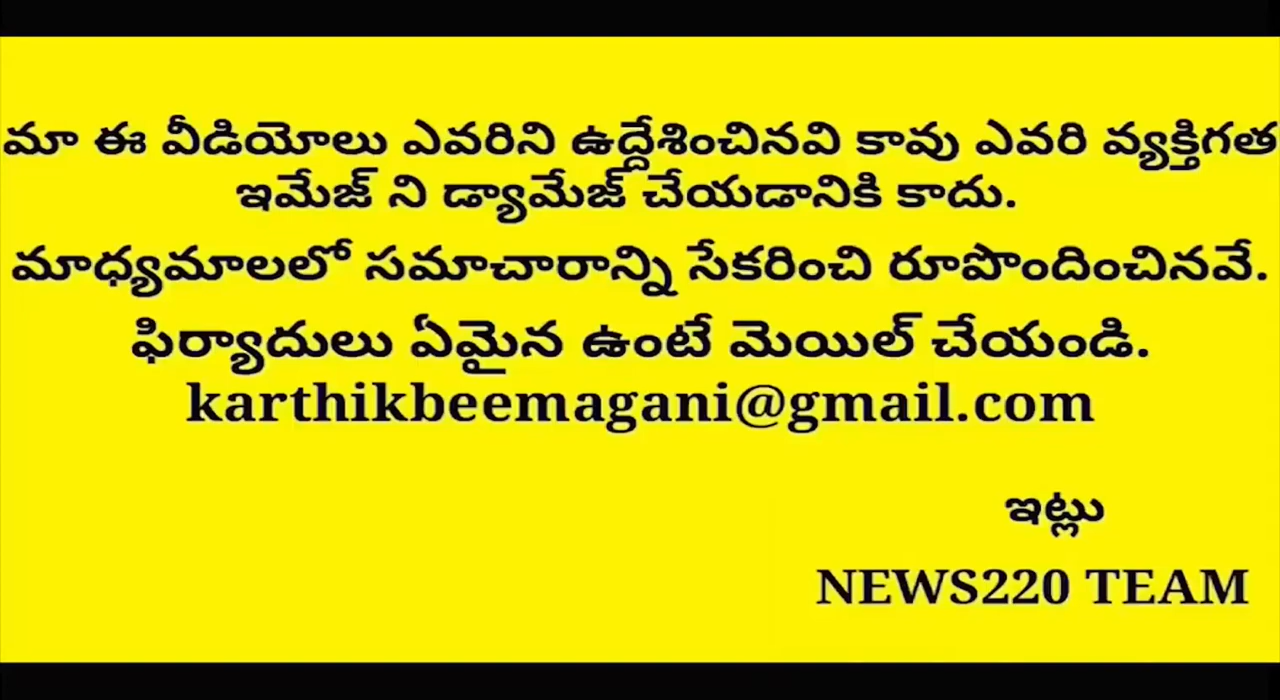 మా ఈ వీడియోలు ఎవరిని ఉద్దేశించినవి కావు ఎవరి వ్యక్తిగత
ఇమేజ్ ని డ్యామేజ్ చేయడానికి కాదు.
మాధ్యమాలలో సమాచారాన్ని సేకరించి రూపొందించినవే.
ఫిర్యాదులు ఏమైన ఉంటే మెయిల్ చేయండి.
karthikbeemagani@gmail.com
ఇట్లు
NEWS220 TEAM